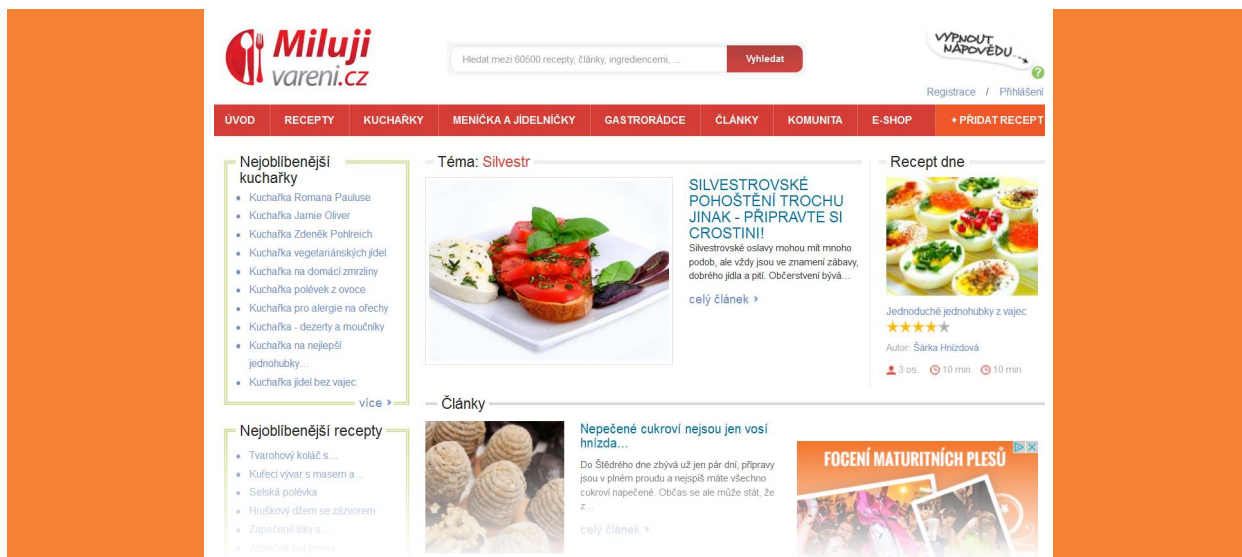 Miluji
vareni.cz
Hledat mezi 60500 recepty, články, ingrediencemi, ...
Vyhledat
VYPNOUT
NÁPOVĚDU
?
Registrace / Přihlášení
ÚVOD RECEPTY KUCHAŘKY MENÍČKA A JÍDELNÍČKY GASTRORÁDCE ČLÁNKY KOMUNITA E-SHOP + PŘIDAT RECEPT
Nejoblíbenější
kuchařky
Kuchařka Romana Pauluse
Kuchařka Jamie Oliver
Kuchařka Zdeněk Pohlreich
Kuchařka vegetariánských jídel
Kuchařka na domácí zmrzliny
Kuchařka polévek z ovoce
Kuchařka pro alergie na ořechy
Kuchařka - dezerty a moučníky
Kuchařka na nejlepší
jednohubky...
Kuchařka jídel bez vajec
více
Nejoblíbenější recepty
Tvarohový koláč s...
Kuřecí vývar s masem a...
Selská polévka
Hruškový džem se zázvorem
Zapečené filky s...
Téma: Silvestr
SILVESTROVSKÉ
POHOŠTĚNÍ TROCHU
JINAK - PŘIPRAVTE SI
CROSTINI!
Silvestrovské oslavy mohou mít mnoho
podob, ale vždy jsou ve znamení zábavy,
dobrého jídla a pití. Občerstvení bývá...
celý článek
Články
Nepečené cukroví nejsou jen vosí
hnízda...
Do Štědrého dne zbývá už jen pár dní, přípravy
jsou v plném proudu a nejspíš máte všechno
cukroví napečené. Občas se ale může stát, že
z...
celý článek
Recept dne
Jednoduché jednohubky z vajec
Autor: Šárka Hnízdová
3 os. 10 min 10 min
FOCENÍ MATURITNÍCH PLESŮ